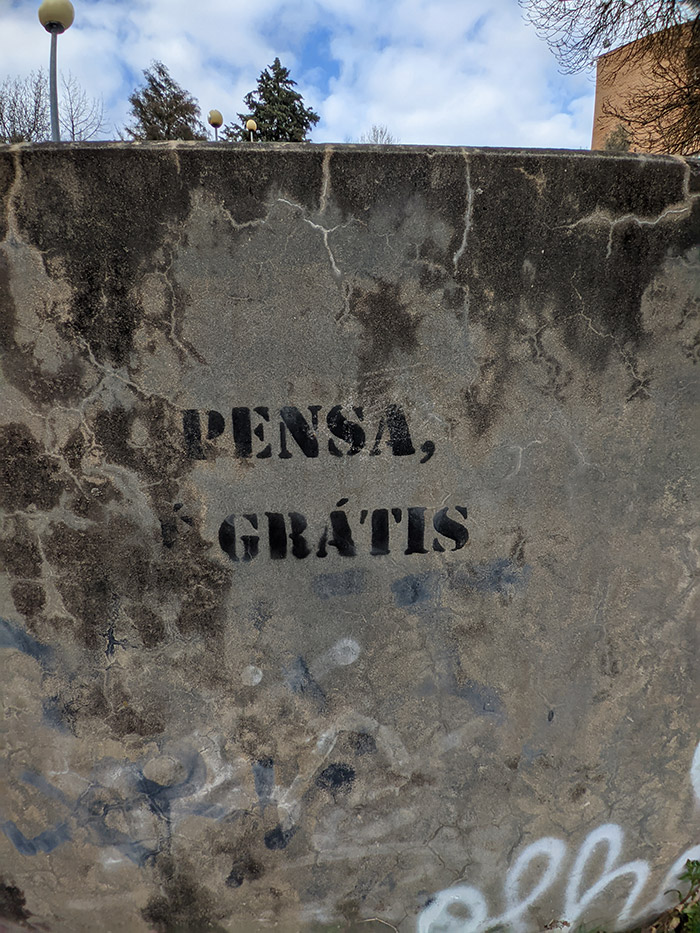 PENSA,
É GRÁTIS